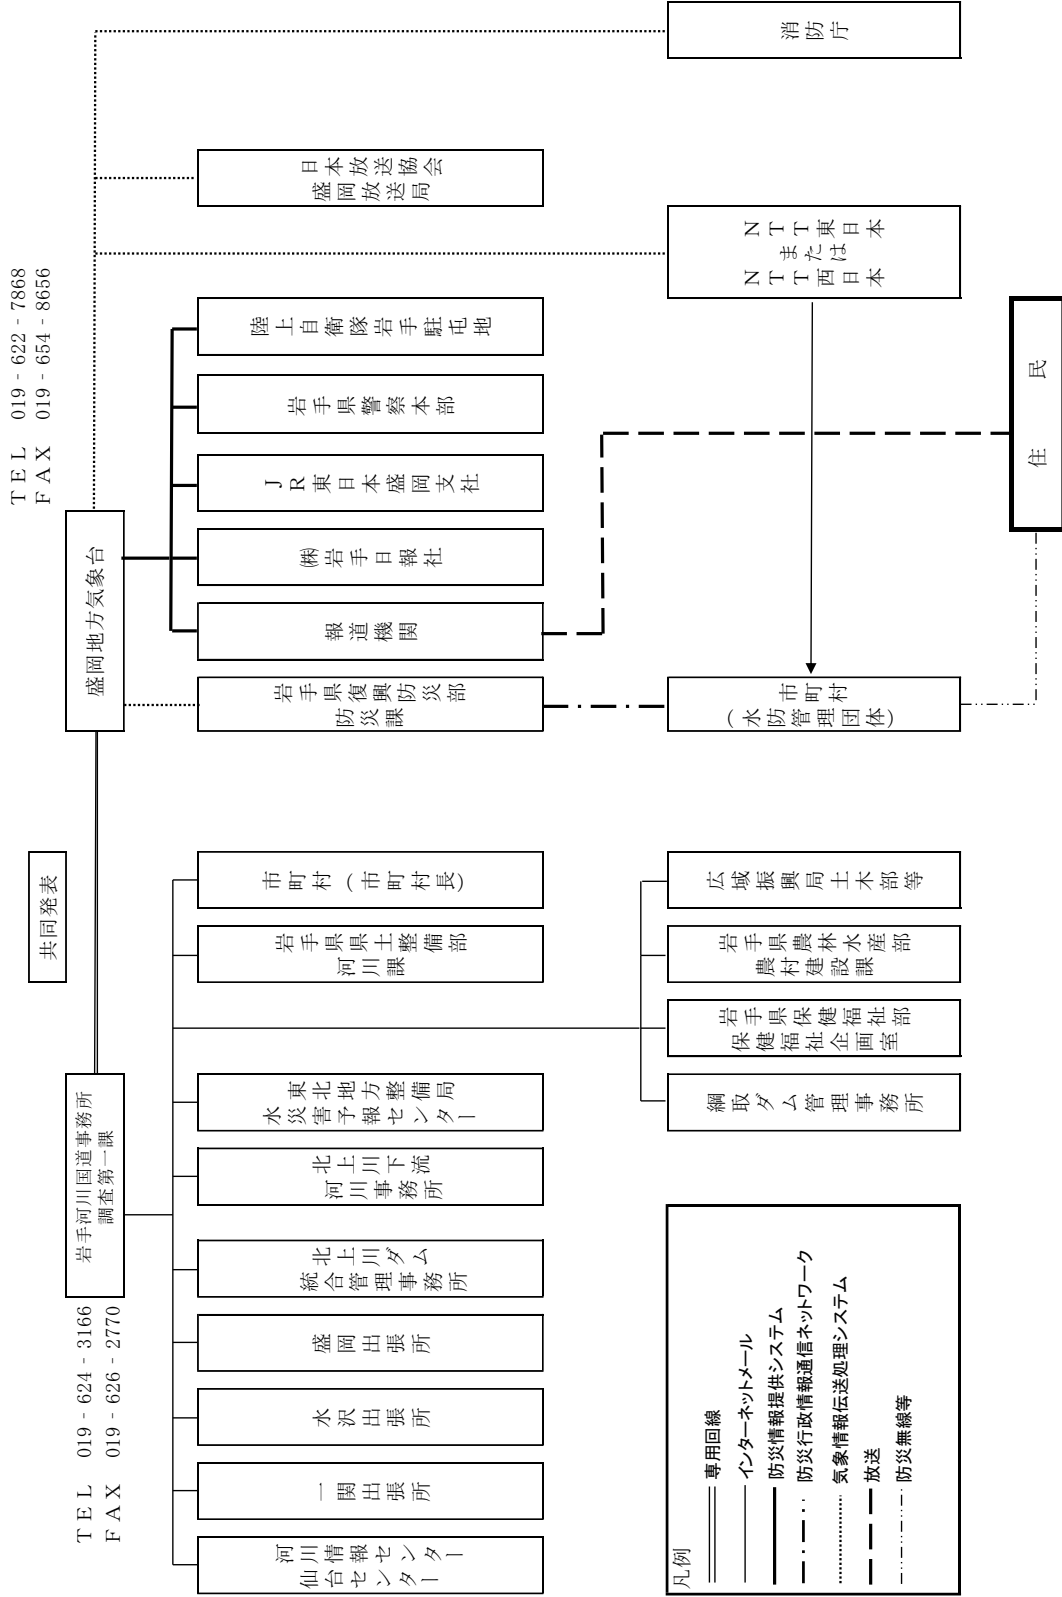 共同発表
ＴＥＬ　019 - 624 - 3166
ＦＡＸ　019 - 626 - 2770
岩手河川国道事務所
調査第一課
盛岡地方気象台
ＴＥＬ　019 - 622 - 7868
ＦＡＸ　019 - 654 - 8656
河川情報センター
仙台センター
一関出張所
水沢出張所
盛岡出張所
北上川ダム
統合管理事務所
北上川下流
河川事務所
東北地方整備局
水災害予報センター
岩手県県土整備部
河川課
市町村（市町村長）
岩手県復興防災部
防災課
報道機関
㈱岩手日報社
ＪＲ東日本盛岡支社
岩手県警察本部
陸上自衛隊岩手駐屯地
日本放送協会
盛岡放送局
綱取ダム管理事務所
岩手県保健福祉部
保健福祉企画室
岩手県農林水産部
農村建設課
広域振興局土木部等
市町村
（水防管理団体）
ＮＴＴ東日本
または
ＮＴＴ西日本
消防庁
住民
凡例
専用回線
インターネットメール
防災情報提供システム
防災行政情報通信ネットワーク
気象情報伝送処理システム
放送
防災無線等